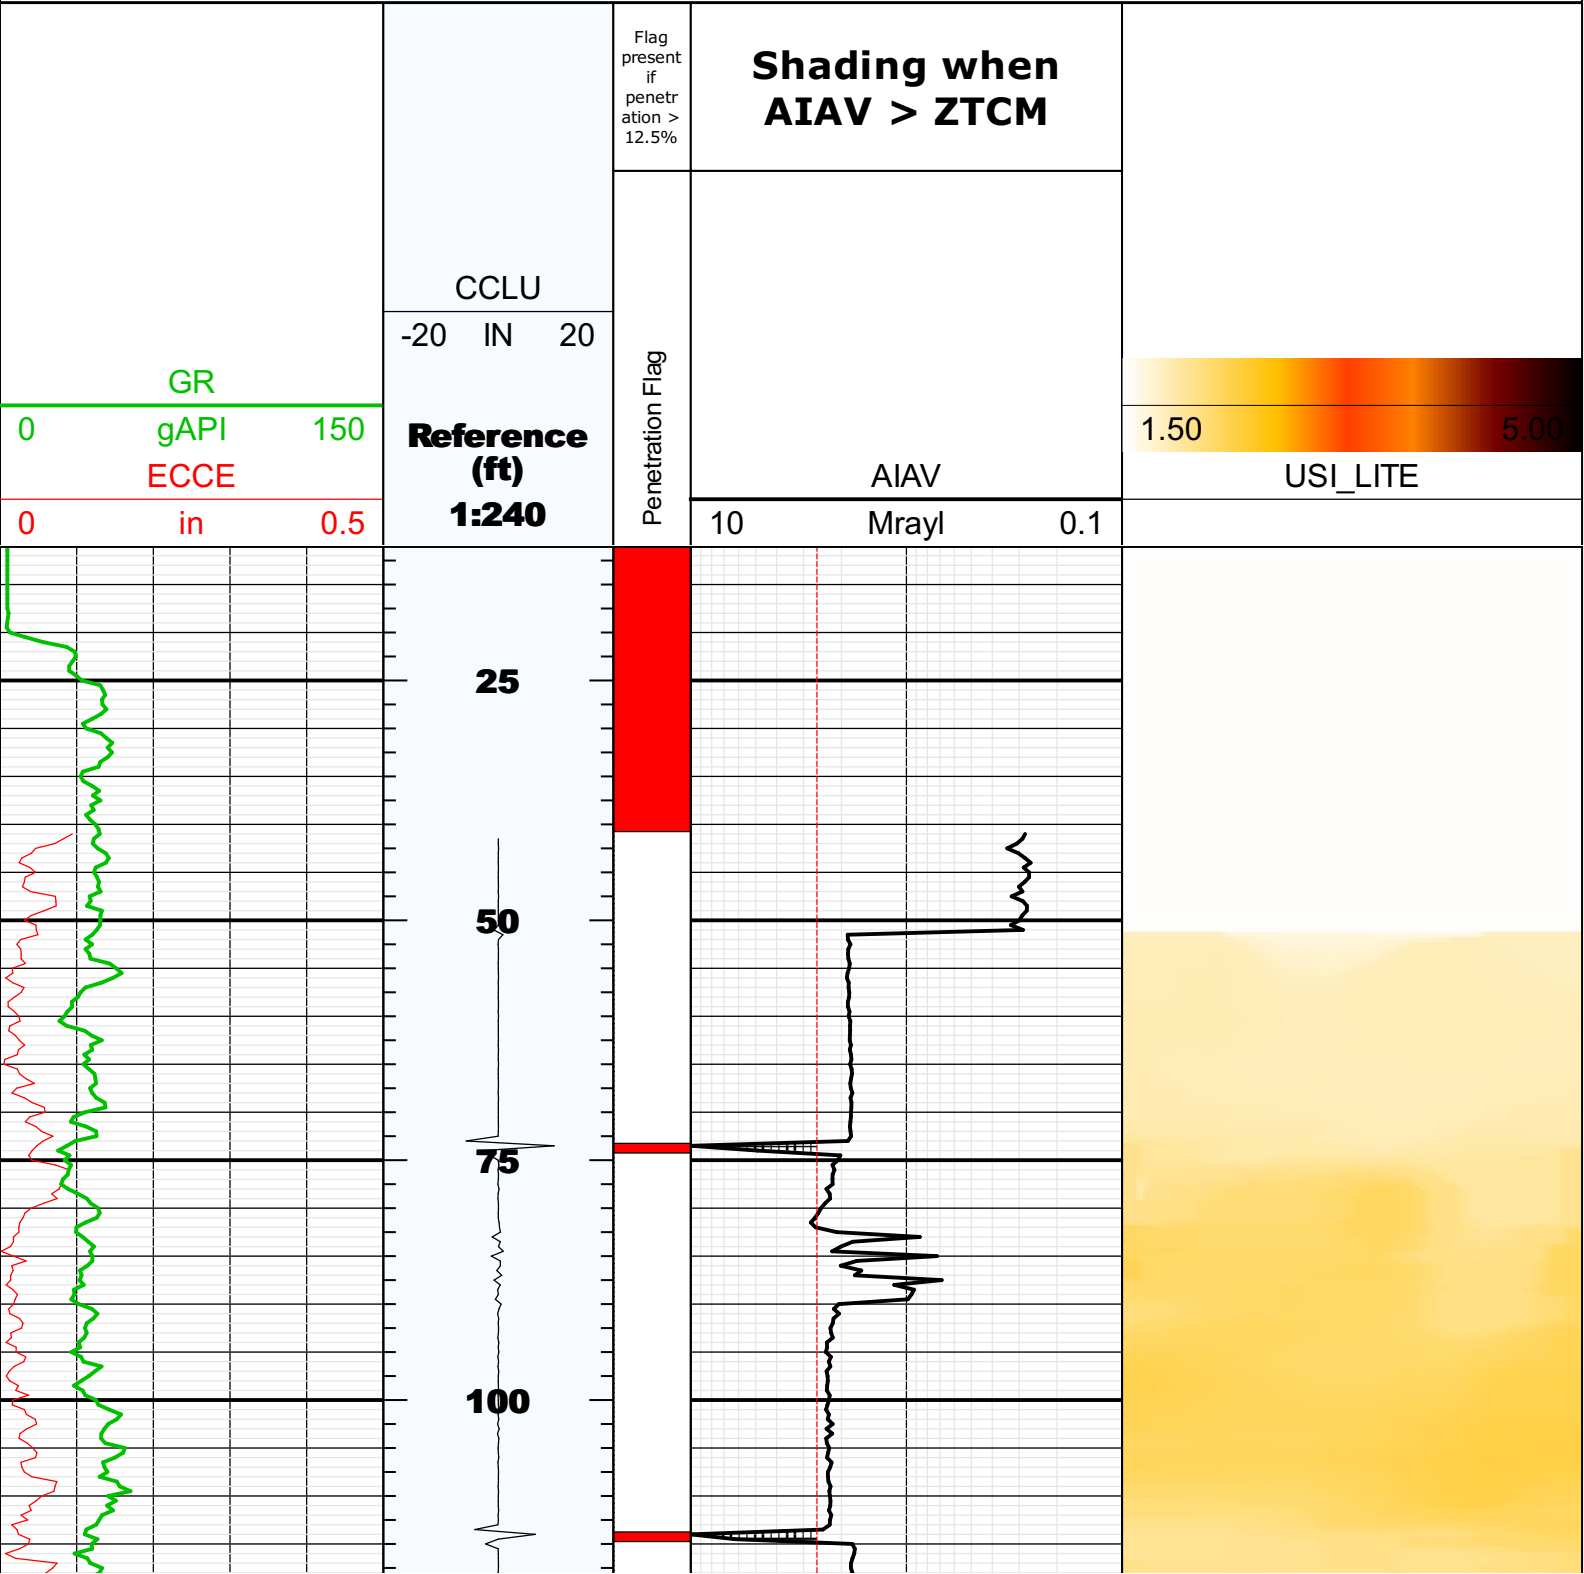 Flag
present
if
penetr
ation >
12.5%
Shading when
AIAV > ZTCM
CCLU
-20 IN 20
GR
0 gAPI 150
ECCE
0 in 0.5
Reference
(ft)
1:240
Penetration Flag
AIAV
10 Mrayl 0.1
1.50 5.00
USI_LITE
25
50
75
100